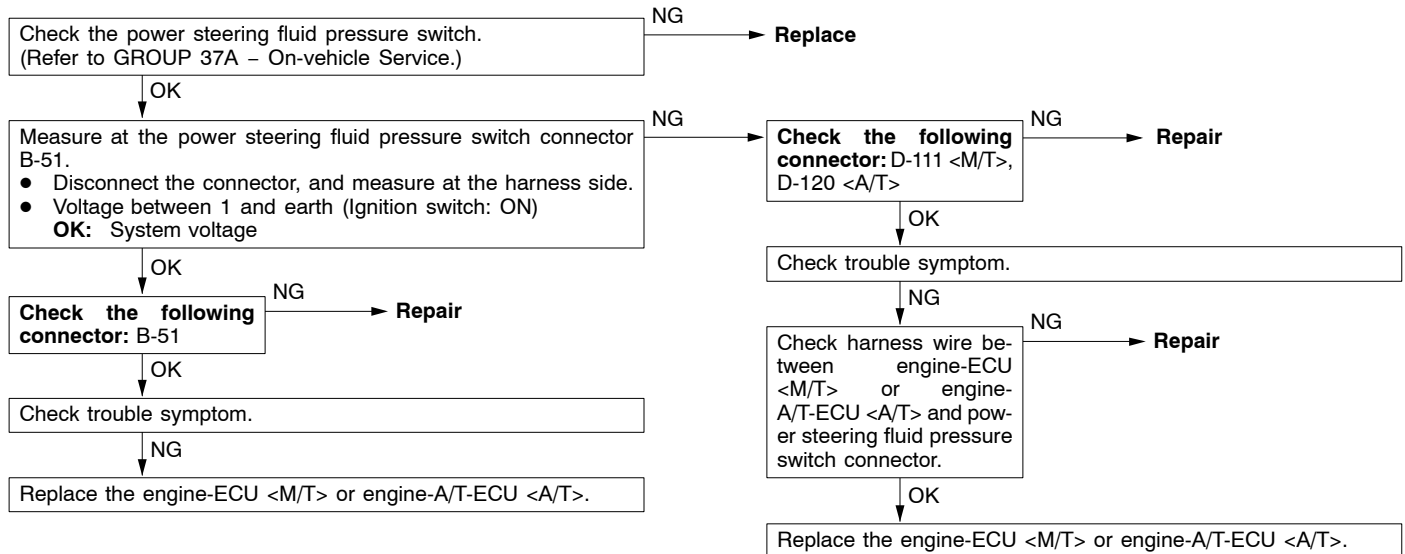 Check the power steering fluid pressure switch.
(Refer to GROUP 37A – On-vehicle Service.)
NG
Replace
OK
Measure at the power steering fluid pressure switch connector
B-51.
● Disconnect the connector, and measure at the harness side.
● Voltage between 1 and earth (Ignition switch: ON)
OK: System voltage
NG
OK
Check the following
connector: B-51
NG
Repair
OK
Check trouble symptom.
NG
Replace the engine-ECU <M/T> or engine-A/T-ECU <A/T>.
Check the following
connector: D-111 <M/T>,
D-120 <A/T>
NG
Repair
OK
Check trouble symptom.
NG
Check harness wire be-
tween engine-ECU
<M/T> or engine-
A/T-ECU <A/T> and pow-
er steering fluid pressure
switch connector.
NG
Repair
OK
Replace the engine-ECU <M/T> or engine-A/T-ECU <A/T>.